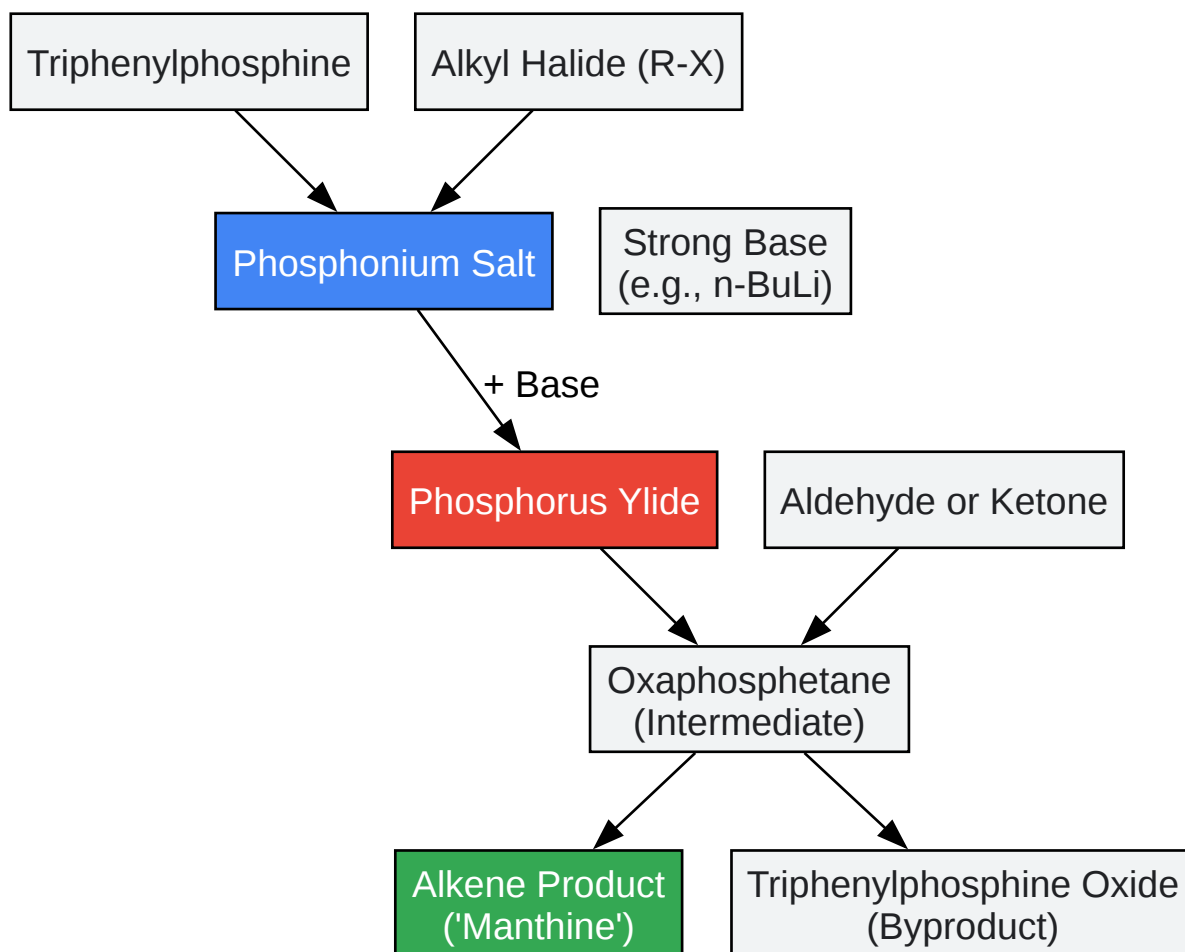 Triphenylphosphine
Alkyl Halide (R-X)
Phosphonium Salt
Strong Base
(e.g., n-BuLi)
+ Base
Phosphorus Ylide
Aldehyde or Ketone
Oxaphosphetane
(Intermediate)
Alkene Product
('Manthine')
Triphenylphosphine Oxide
(Byproduct)